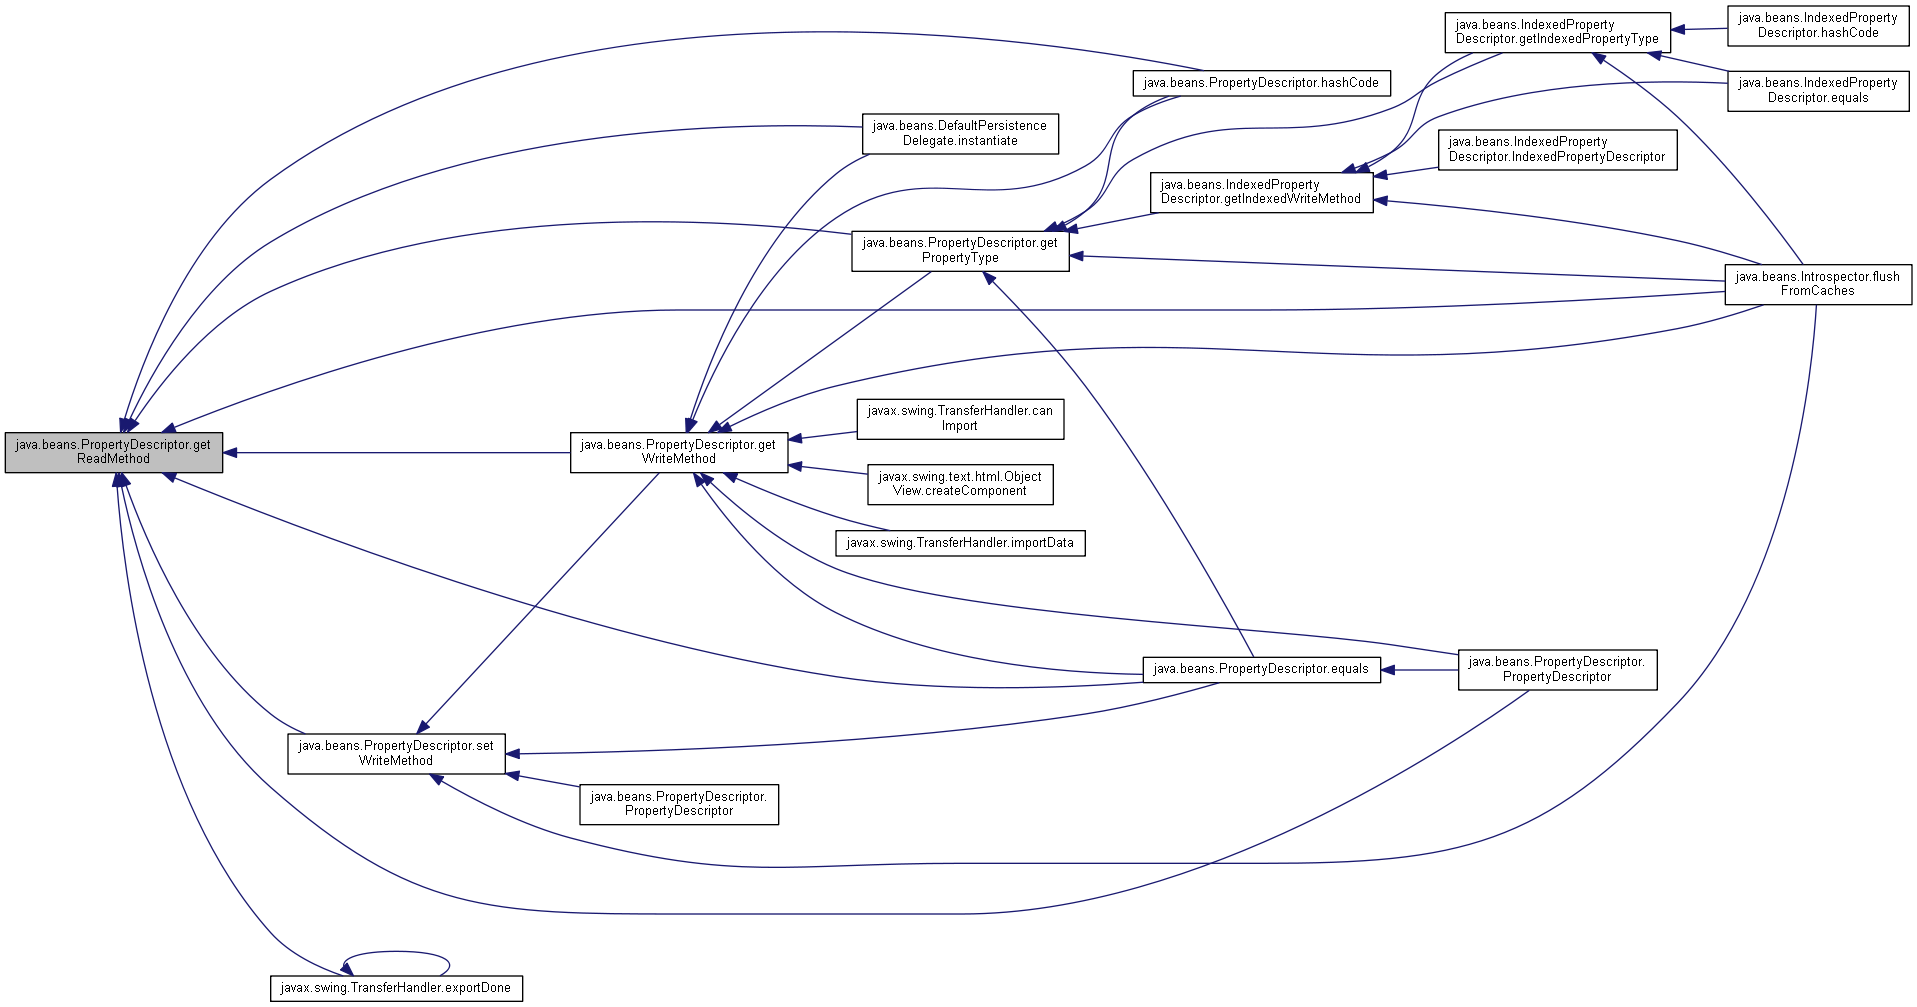 java.beans.IndexedProperty
Descriptor.getIndexedPropertyType
java.beans.IndexedProperty
Descriptor.hashCode
java.beans.PropertyDescriptor.hashCode
java.beans.IndexedProperty
Descriptor.equals
java.beans.DefaultPersistence
Delegate.instantiate
java.beans.IndexedProperty
Descriptor.IndexedPropertyDescriptor
java.beans.IndexedProperty
Descriptor.getIndexedWriteMethod
java.beans.PropertyDescriptor.get
PropertyType
java.beans.Introspector.flush
FromCaches
javax.swing.TransferHandler.can
Import
java.beans.PropertyDescriptor.get
ReadMethod
java.beans.PropertyDescriptor.get
WriteMethod
javax.swing.text.html.Object
View.createComponent
javax.swing.TransferHandler.importData
java.beans.PropertyDescriptor.equals
java.beans.PropertyDescriptor.
PropertyDescriptor
java.beans.PropertyDescriptor.set
WriteMethod
java.beans.PropertyDescriptor.
PropertyDescriptor
javax.swing.TransferHandler.exportDone